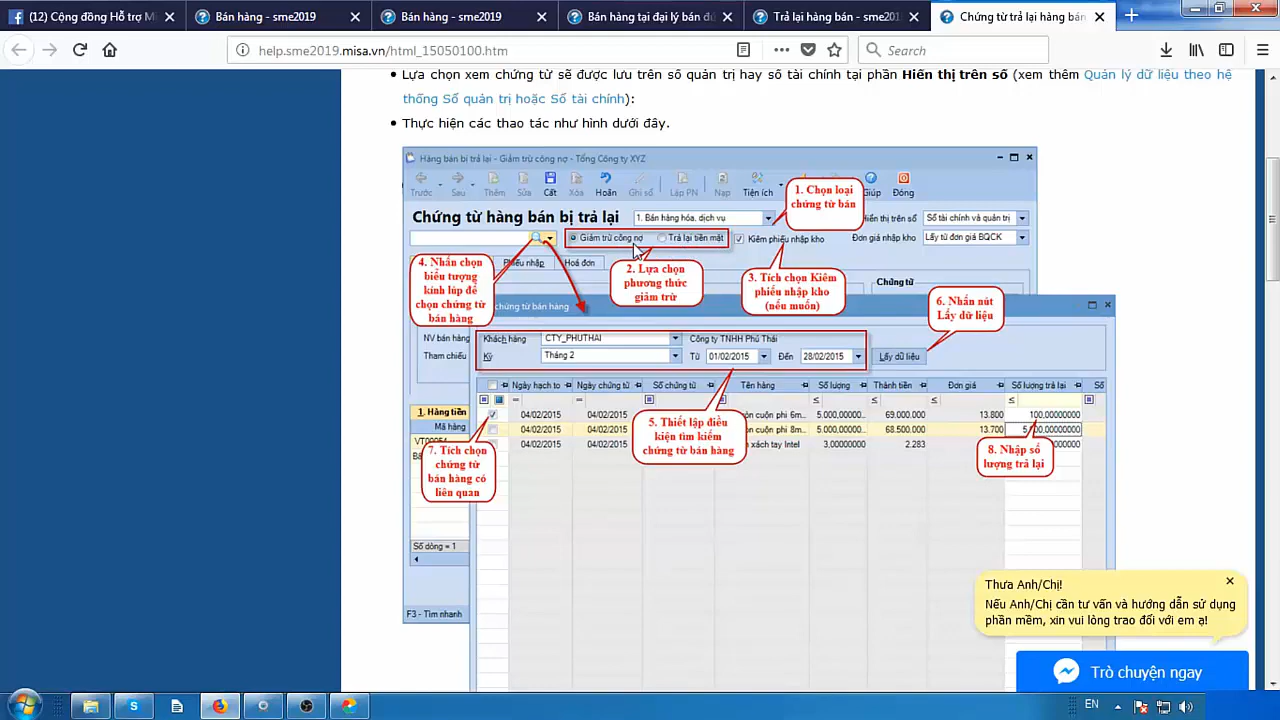 (12) Cộng đồng Hỗ trợ M
Bán hàng - sme2019
Bán hàng - sme2019
Bán hàng tại đại lý bán đú
Trả lại hàng bán - sme201
Chứng từ trả lại hàng bán
help.sme2019.misa.vn/html_15050100.htm
Search
Lựa chọn xem chứng từ sẽ được lưu trên sổ quản trị hay sổ tài chính tại phần Hiển thị trên sổ (xem thêm Quản lý dữ liệu theo hệ
thống Sổ quản trị hoặc Sổ tài chính):
Thực hiện các thao tác như hình dưới đây.
Hàng bán bị trả lại - Giảm trừ công nợ - Tổng Công ty XYZ
Trước Sau Thêm Sửa Cất Xóa Hoãn Ghi sổ Lập PN Nạp Tiện ích Giúp Đóng
1. Chọn loại
chứng từ bán
Chứng từ hàng bán bị trả lại
1. Bán hàng hóa, dịch vụ
Hiển thị trên sổ
Sổ tài chính và quản trị
Giảm trừ công nợ
Trả lại tiền mặt
Kiêm phiếu nhập kho
Đơn giá nhập kho
Lấy từ đơn giá BQCK
4. Nhấn chọn
biểu tượng
kính lúp để
chọn chứng từ
bán hàng
Phiếu nhập
Hoá đơn
2. Lựa chọn
phương thức
giảm trừ
3. Tích chọn Kiêm
phiếu nhập kho
(nếu muốn)
Chứng từ
6. Nhấn nút
Lấy dữ liệu
chứng từ bán hàng
NV bán hàng
Khách hàng
CTY_PHUTHAI
Công ty TNHH Phú Thái
Tham chiếu
Kỳ
Tháng 2
Từ
01/02/2015
Đến
28/02/2015
Lấy dữ liệu
Ngày hạch to
Ngày chứng từ
Số chứng từ
Tên hàng
Số lượng
Thành tiền
Đơn giá
Số lượng trả lại
Số
= = ≤ ≤ = ≤
1. Hàng tiền
04/02/2015 04/02/2015 òn cuộn phi 6m... 5.000,00000... 69.000.000 13.800 100,00000000
Mã hàng
04/02/2015 04/02/2015 òn cuộn phi 8m... 5.000,00000... 68.500.000 13.700
VT00054
04/02/2015 04/02/2015 xách tay Intel 3,00000000 2.283
5. Thiết lập điều
kiện tìm kiếm
chứng từ bán hàng
7. Tích chọn
chứng từ
bán hàng có
liên quan
8. Nhập số
lượng trả lại
Số dòng = 1
F3 - Tìm nhanh
Thưa Anh/Chị!
Nếu Anh/Chị cần tư vấn và hướng dẫn sử dụng
phần mềm, xin vui lòng trao đổi với em ạ!
Trò chuyện ngay
EN